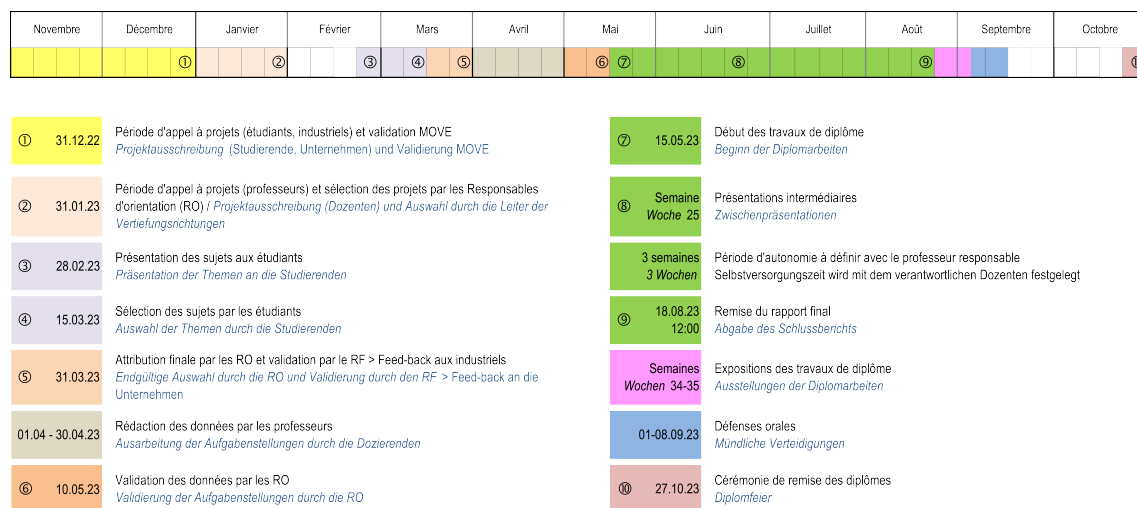 Novembre Décembre Janvier Février Mars Avril Mai Juin Juillet Août Septembre Octobre
① ② ③ ④ ⑤ ⑥ ⑦ ⑧ ⑨
① 31.12.22 Période d'appel à projets (étudiants, industriels) et validation MOVE
Projektausschreibung (Studierende, Unternehmen) und Validierung MOVE
② 31.01.23 Période d'appel à projets (professeurs) et sélection des projets par les Responsables
d'orientation (RO) / Projektausschreibung (Dozenten) und Auswahl durch die Leiter der
Vertiefungsrichtungen
③ 28.02.23 Présentation des sujets aux étudiants
Präsentation der Themen an die Studierenden
④ 15.03.23 Sélection des sujets par les étudiants
Auswahl der Themen durch die Studierenden
⑤ 31.03.23 Attribution finale par les RO et validation par le RF > Feed-back aux industriels
Endgültige Auswahl durch die RO und Validierung durch den RF > Feed-back an die
Unternehmen
01.04 - 30.04.23 Rédaction des données par les professeurs
Ausarbeitung der Aufgabenstellungen durch die Dozierenden
⑥ 10.05.23 Validation des données par les RO
Validierung der Aufgabenstellungen durch die RO
⑦ 15.05.23 Début des travaux de diplôme
Beginn der Diplomarbeiten
⑧ Semaine
Woche 25 Présentations intermédiaires
Zwischenpräsentationen
3 semaines Période d'autonomie à définir avec le professeur responsable
3 Wochen Selbstversorgungszeit wird mit dem verantwortlichen Dozenten festgelegt
⑨ 18.08.23 Remise du rapport final
12:00 Abgabe des Schlussberichts
Semaines Expositions des travaux de diplôme
Wochen 34-35 Ausstellungen der Diplomarbeiten
01-08.09.23 Défenses orales
Mündliche Verteidigungen
⑩ 27.10.23 Cérémonie de remise des diplômes
Diplomfeier